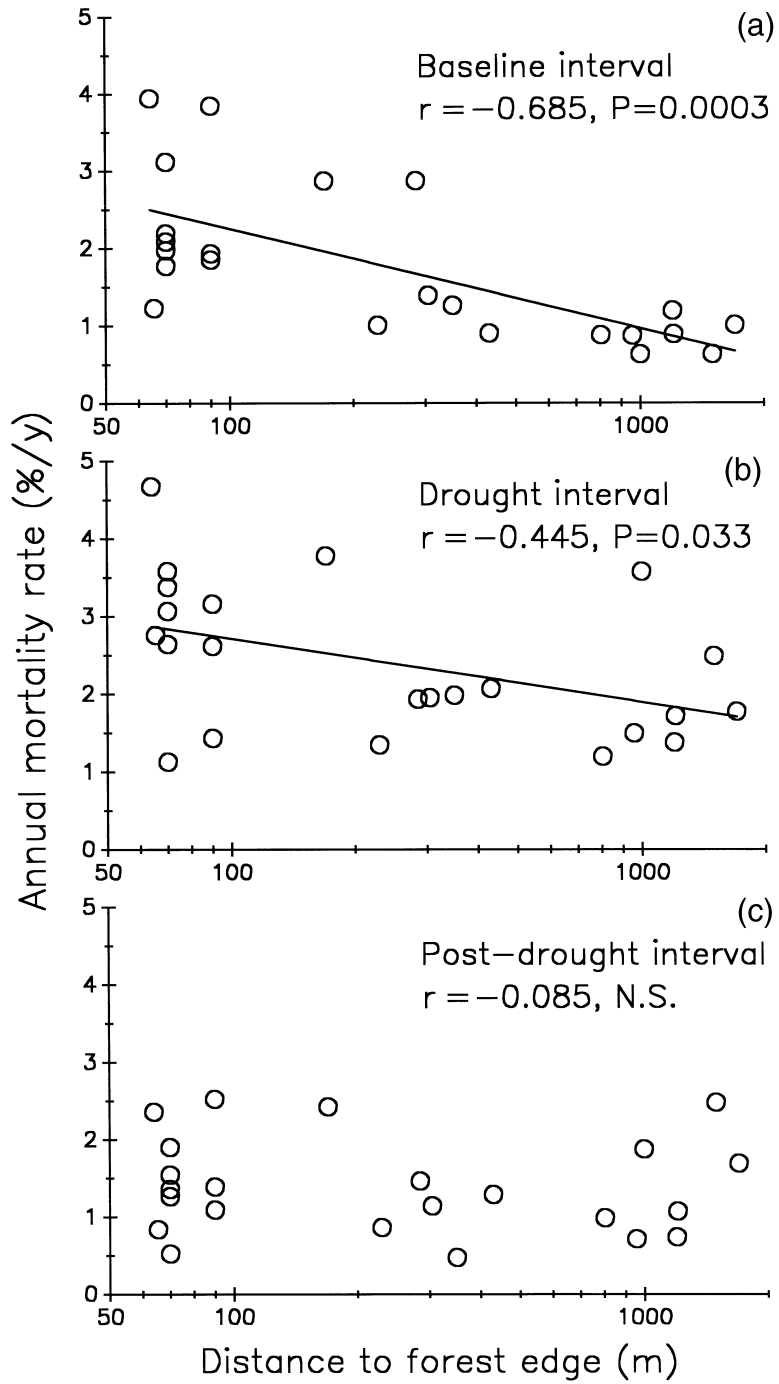 (a)
Baseline interval
r =−0.685, P=0.0003
5
4
3
2
1
0
50 100 1000
Annual mortality rate (%/y)
(b)
Drought interval
r =−0.445, P=0.033
5
4
3
2
1
0
50 100 1000
(c)
Post−drought interval
r =−0.085, N.S.
5
4
3
2
1
0
50 100 1000
Distance to forest edge (m)